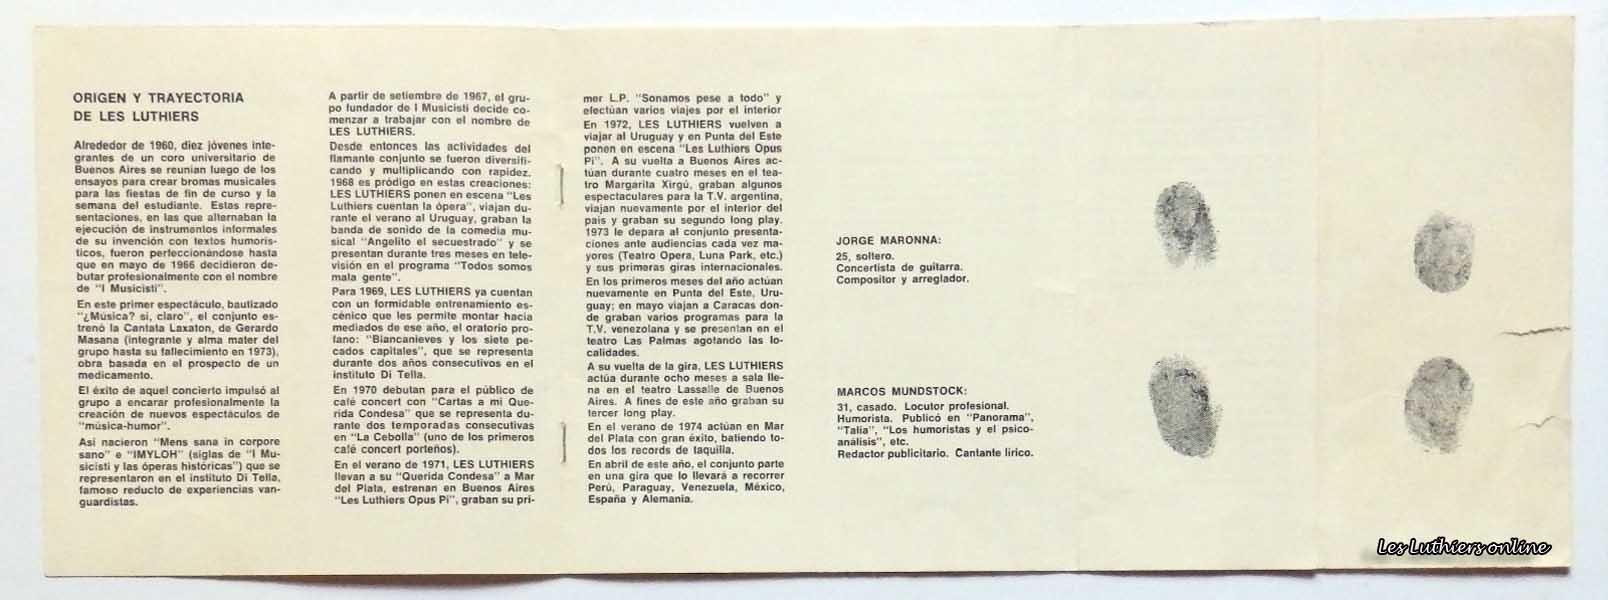 ORIGEN Y TRAYECTORIA
DE LES LUTHIERS
Alrededor de 1960, diez jóvenes inte-
grantes de un coro universitario de
Buenos Aires se reunían luego de los
ensayos para crear bromas musicales
para las fiestas de fin de curso y la
semana del estudiante. Estas repre-
sentaciones, en las que alternaban la
ejecución de instrumentos informales
de su invención con textos humorís-
ticos, fueron perfeccionándose hasta
que en mayo de 1966 decidieron de-
butar profesionalmente con el nombre
de "I Musicisti".
En este primer espectáculo, bautizado
"¿Música? sí, claro", el conjunto es-
trenó la Cantata Laxaton, de Gerardo
Masana (integrante y alma mater del
grupo hasta su fallecimiento en 1973),
obra basada en el prospecto de un
medicamento.
El éxito de aquel concierto impulsó al
grupo a encarar profesionalmente la
creación de nuevos espectáculos de
"música-humor".
Así nacieron "Mens sana in corpore
sano" e "IMYLOH" (siglas de "I Mu-
sicisti y las óperas históricas") que se
representaron en el instituto Di Tella,
famoso reducto de experiencias van-
guardistas.
A partir de setiembre de 1967, el gru-
po fundador de I Musicisti decide co-
menzar a trabajar con el nombre de
LES LUTHIERS.
Desde entonces las actividades del
flamante conjunto se fueron diversifi-
cando y multiplicando con rapidez.
1968 es pródigo en estas creaciones:
LES LUTHIERS ponen en escena "Les
Luthiers cuentan la ópera", viajan du-
rante el verano al Uruguay, graban la
banda de sonido de la comedia mu-
sical "Angelito el secuestrado" y se
presentan durante tres meses en tele-
visión en el programa "Todos somos
mala gente".
Para 1969, LES LUTHIERS ya cuentan
con un formidable entrenamiento es-
cénico que les permite montar hacia
mediados de ese año, el oratorio pro-
fano: "Blancanieves y los siete pe-
cados capitales", que se representa
durante dos años consecutivos en el
instituto Di Tella.
En 1970 debutan para el público de
café concert con "Cartas a mi Que-
rida Condesa" que se representa du-
rante dos temporadas consecutivas
en "La Cebolla" (uno de los primeros
café concert porteños).
En el verano de 1971, LES LUTHIERS
llevan a su "Querida Condesa" a Mar
del Plata, estrenan en Buenos Aires
"Les Luthiers Opus Pi", graban su pri-
mer L.P. "Sonamos pese a todo" y
efectúan varios viajes por el interior
En 1972, LES LUTHIERS vuelven a
viajar al Uruguay y en Punta del Este
ponen en escena "Les Luthiers Opus
Pi". A su vuelta a Buenos Aires ac-
túan durante cuatro meses en el tea-
tro Margarita Xirgú, graban algunos
espectaculares para la T.V. argentina,
viajan nuevamente por el interior del
país y graban su segundo long play.
1973 le depara al conjunto presenta-
ciones ante audiencias cada vez ma-
yores (Teatro Opera, Luna Park, etc.)
y sus primeras giras internacionales.
En los primeros meses del año actúan
nuevamente en Punta del Este, Uru-
guay; en mayo viajan a Caracas don-
de graban varios programas para la
T.V. venezolana y se presentan en el
teatro Las Palmas agotando las lo-
calidades.
A su vuelta de la gira, LES LUTHIERS
actúa durante ocho meses a sala lle-
na en el teatro Lassalle de Buenos
Aires. A fines de este año graban su
tercer long play.
En el verano de 1974 actúan en Mar
del Plata con gran éxito, batiendo to-
dos los records de taquilla.
En abril de este año, el conjunto parte
en una gira que lo llevará a recorrer
Perú, Paraguay, Venezuela, México,
España y Alemania.
JORGE MARONNA:
25, soltero.
Concertista de guitarra.
Compositor y arreglador.
MARCOS MUNDSTOCK:
31, casado. Locutor profesional.
Humorista. Publicó en "Panorama",
"Talía", "Los humoristas y el psico-
análisis", etc.
Redactor publicitario. Cantante lírico.
Les Luthiers online